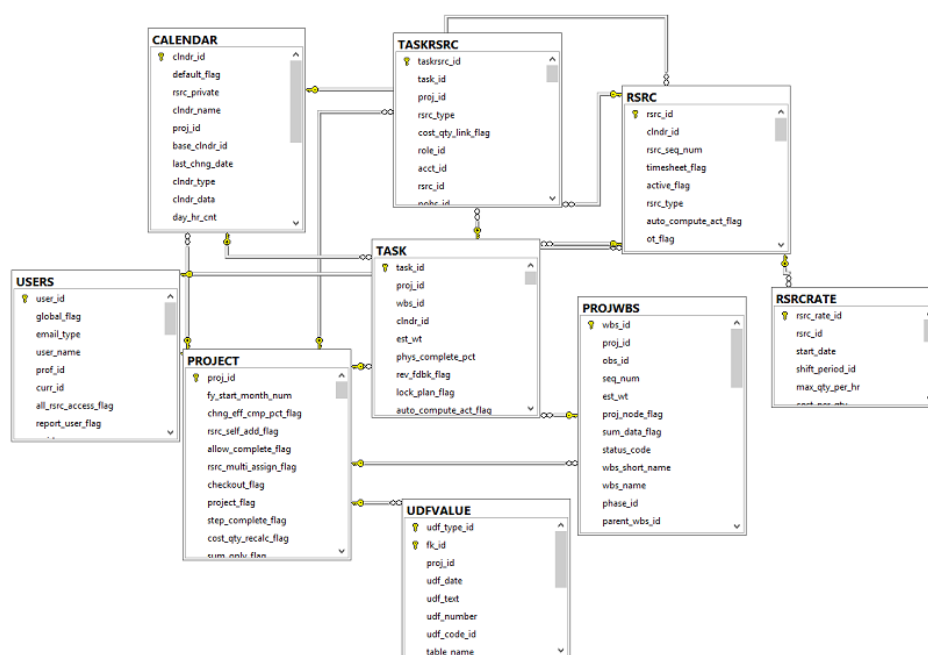 CALENDAR
clndr_id
default_flag
rsrc_private
clndr_name
proj_id
base_clndr_id
last_chng_date
clndr_type
clndr_data
day_hr_cnt
TASKRSRC
taskrsrc_id
task_id
proj_id
rsrc_type
cost_qty_link_flag
role_id
acct_id
rsrc_id
pobs_id
RSRC
rsrc_id
clndr_id
rsrc_seq_num
timesheet_flag
active_flag
rsrc_type
auto_compute_act_flag
ot_flag
TASK
task_id
proj_id
wbs_id
clndr_id
est_wt
phys_complete_pct
rev_fdbk_flag
lock_plan_flag
auto_compute_act_flag
USERS
user_id
global_flag
email_type
user_name
prof_id
curr_id
all_rsrc_access_flag
report_user_flag
PROJWBS
wbs_id
proj_id
obs_id
seq_num
est_wt
proj_node_flag
sum_data_flag
status_code
wbs_short_name
wbs_name
phase_id
parent_wbs_id
RSRCRATE
rsrc_rate_id
rsrc_id
start_date
shift_period_id
max_qty_per_hr
cost_per_qty
PROJECT
proj_id
fy_start_month_num
chng_eff_cmp_pct_flag
rsrc_self_add_flag
allow_complete_flag
rsrc_multi_assign_flag
checkout_flag
project_flag
step_complete_flag
cost_qty_recalc_flag
sum_only_flag
UDFVALUE
udf_type_id
fk_id
proj_id
udf_date
udf_text
udf_number
udf_code_id
table_name